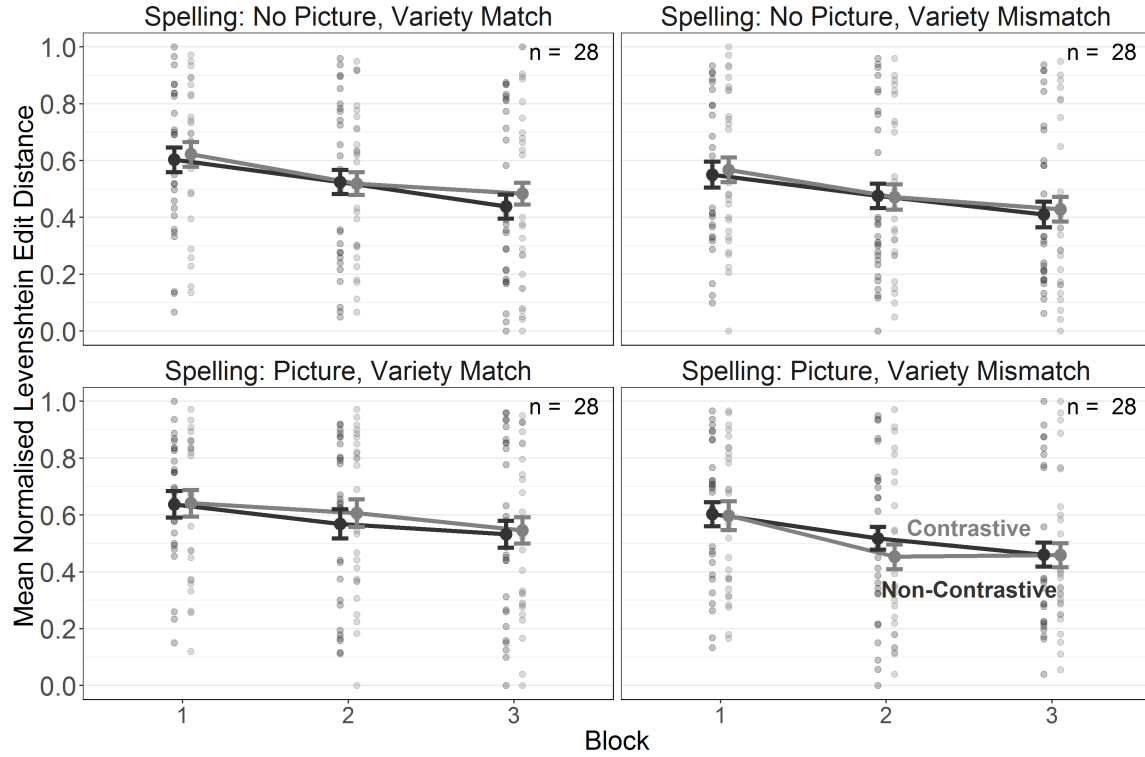 Spelling: No Picture, Variety Match
Spelling: No Picture, Variety Mismatch
n =  28
n =  28
1.0
0.8
0.6
0.4
0.2
0.0
Mean Normalised Levenshtein Edit Distance
Spelling: Picture, Variety Match
Spelling: Picture, Variety Mismatch
n =  28
n =  28
1.0
0.8
0.6
0.4
0.2
0.0
Contrastive
Non-Contrastive
1
2
3
1
2
3
Block